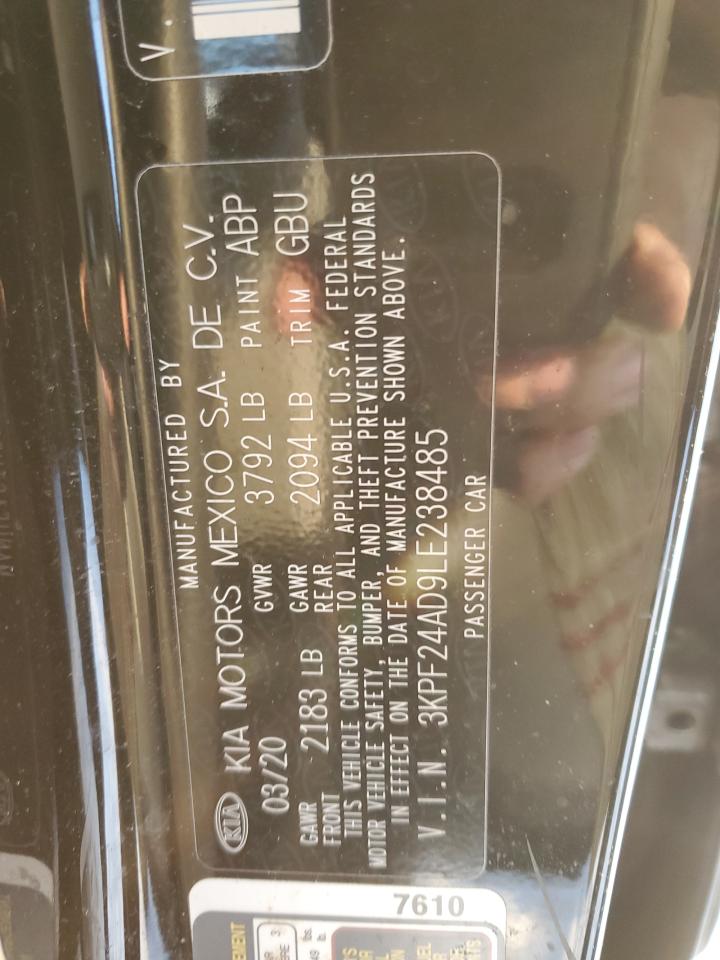 V.
MANUFACTURED BY
KIA KIA MOTORS MEXICO S.A. DE C.V.
03/20 GVWR 3792 LB PAINT ABP
GAWR FRONT 2183 LB GAWR REAR 2094 LB TRIM GBU
THIS VEHICLE CONFORMS TO ALL APPLICABLE U.S.A. FEDERAL
MOTOR VEHICLE SAFETY, BUMPER, AND THEFT PREVENTION STANDARDS
IN EFFECT ON THE DATE OF MANUFACTURE SHOWN ABOVE.
V.I.N. 3KPF24AD9LE238485
PASSENGER CAR
7610